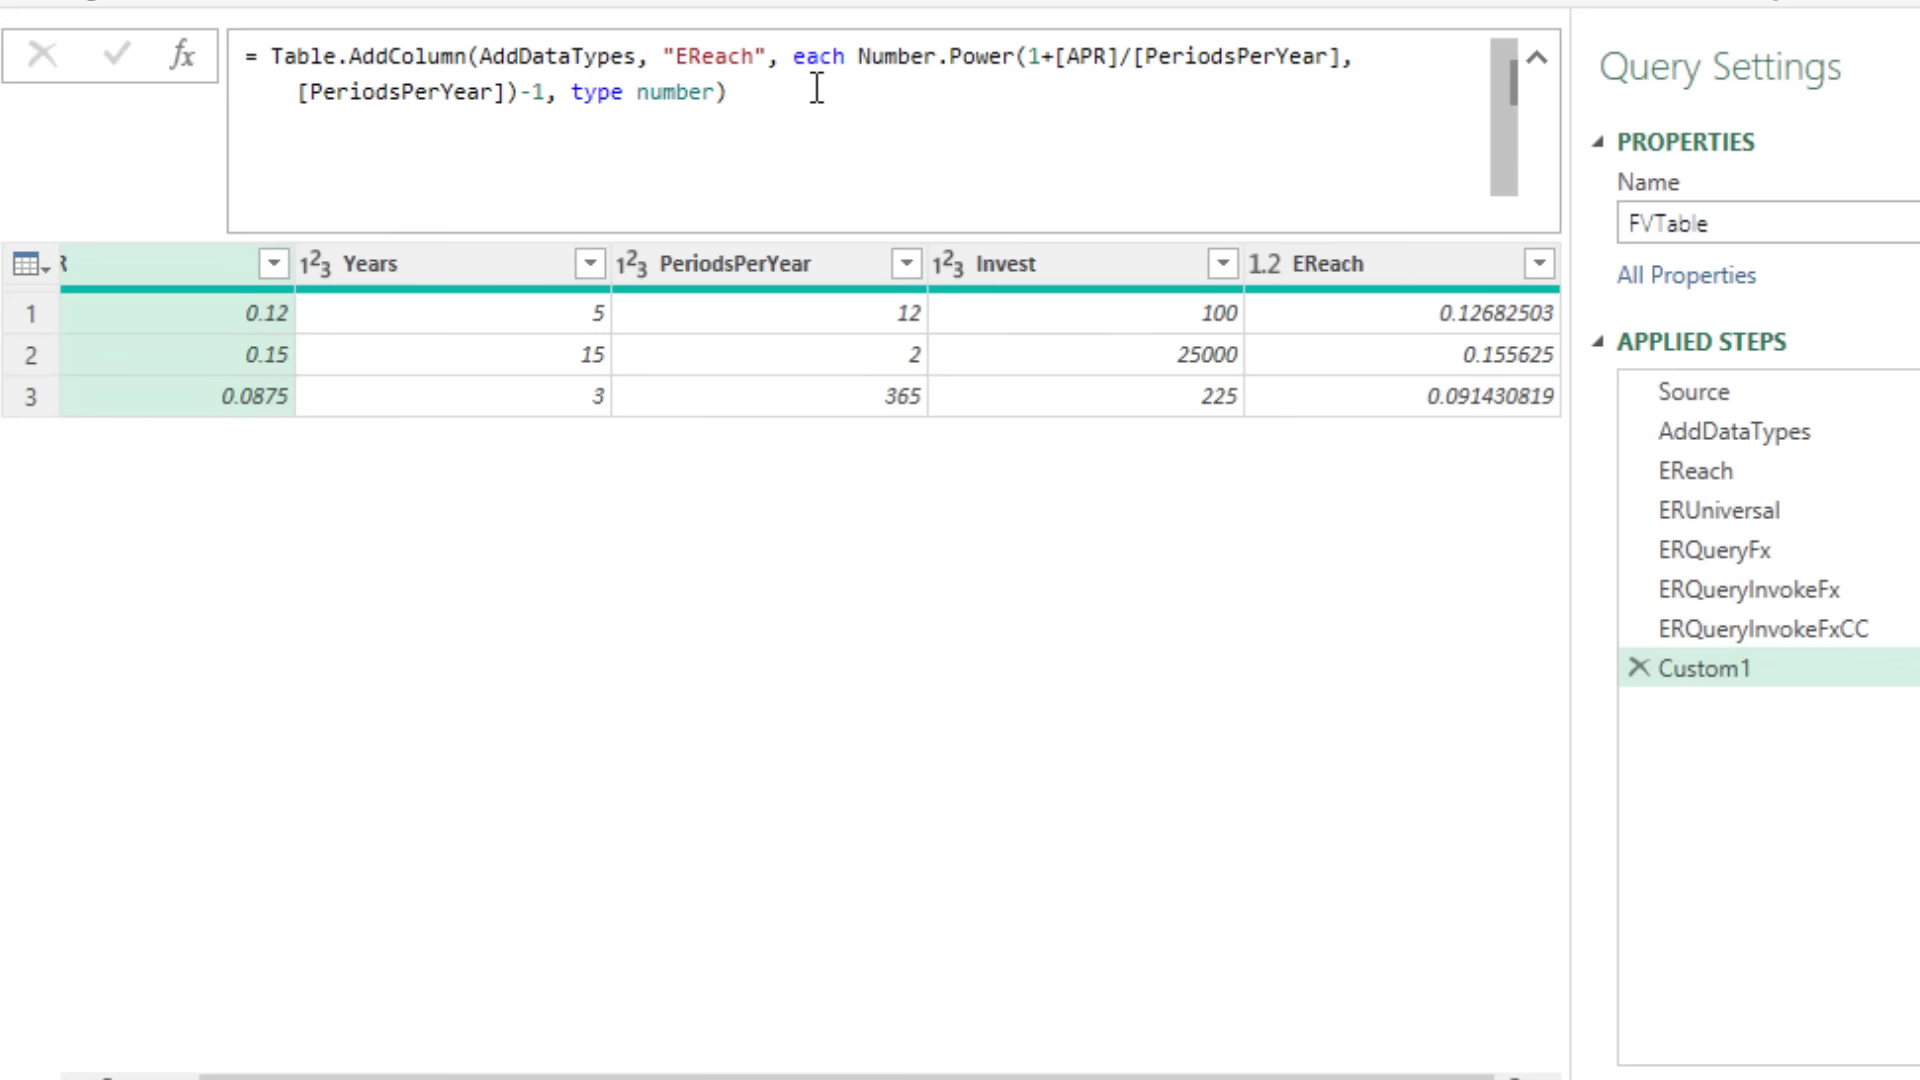 fx
= Table.AddColumn(AddDataTypes, "EReach", each Number.Power(1+[APR]/[PeriodsPerYear],
[PeriodsPerYear])-1, type number)
R 1²3 Years 1²3 PeriodsPerYear 1²3 Invest 1.2 EReach
1 0.12 5 12 100 0.12682503
2 0.15 15 2 25000 0.155625
3 0.0875 3 365 225 0.091430819
Query Settings
PROPERTIES
Name
FVTable
All Properties
APPLIED STEPS
Source
AddDataTypes
EReach
ERUniversal
ERQueryFx
ERQueryInvokeFx
ERQueryInvokeFxCC
Custom1